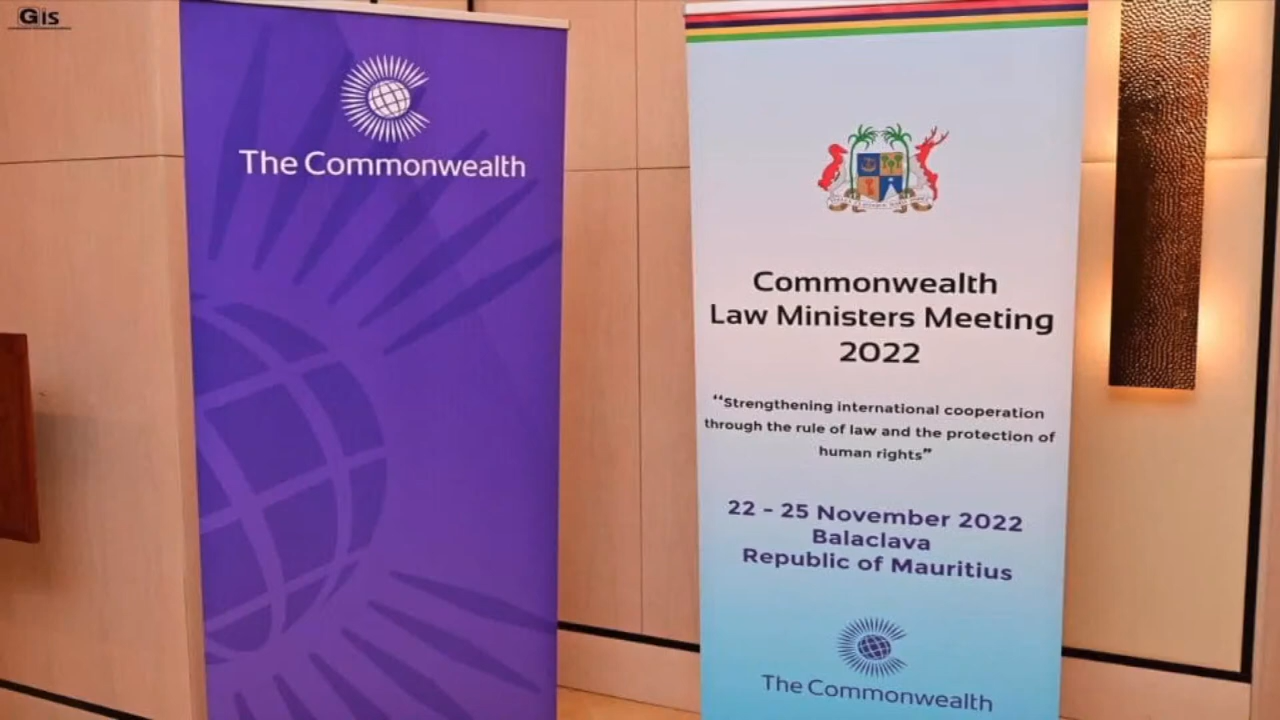 Gis
The Commonwealth
Commonwealth
Law Ministers Meeting
2022
“Strengthening international cooperation
through the rule of law and the protection of
human rights”
22 - 25 November 2022
Balaclava
Republic of Mauritius
The Commonwealth